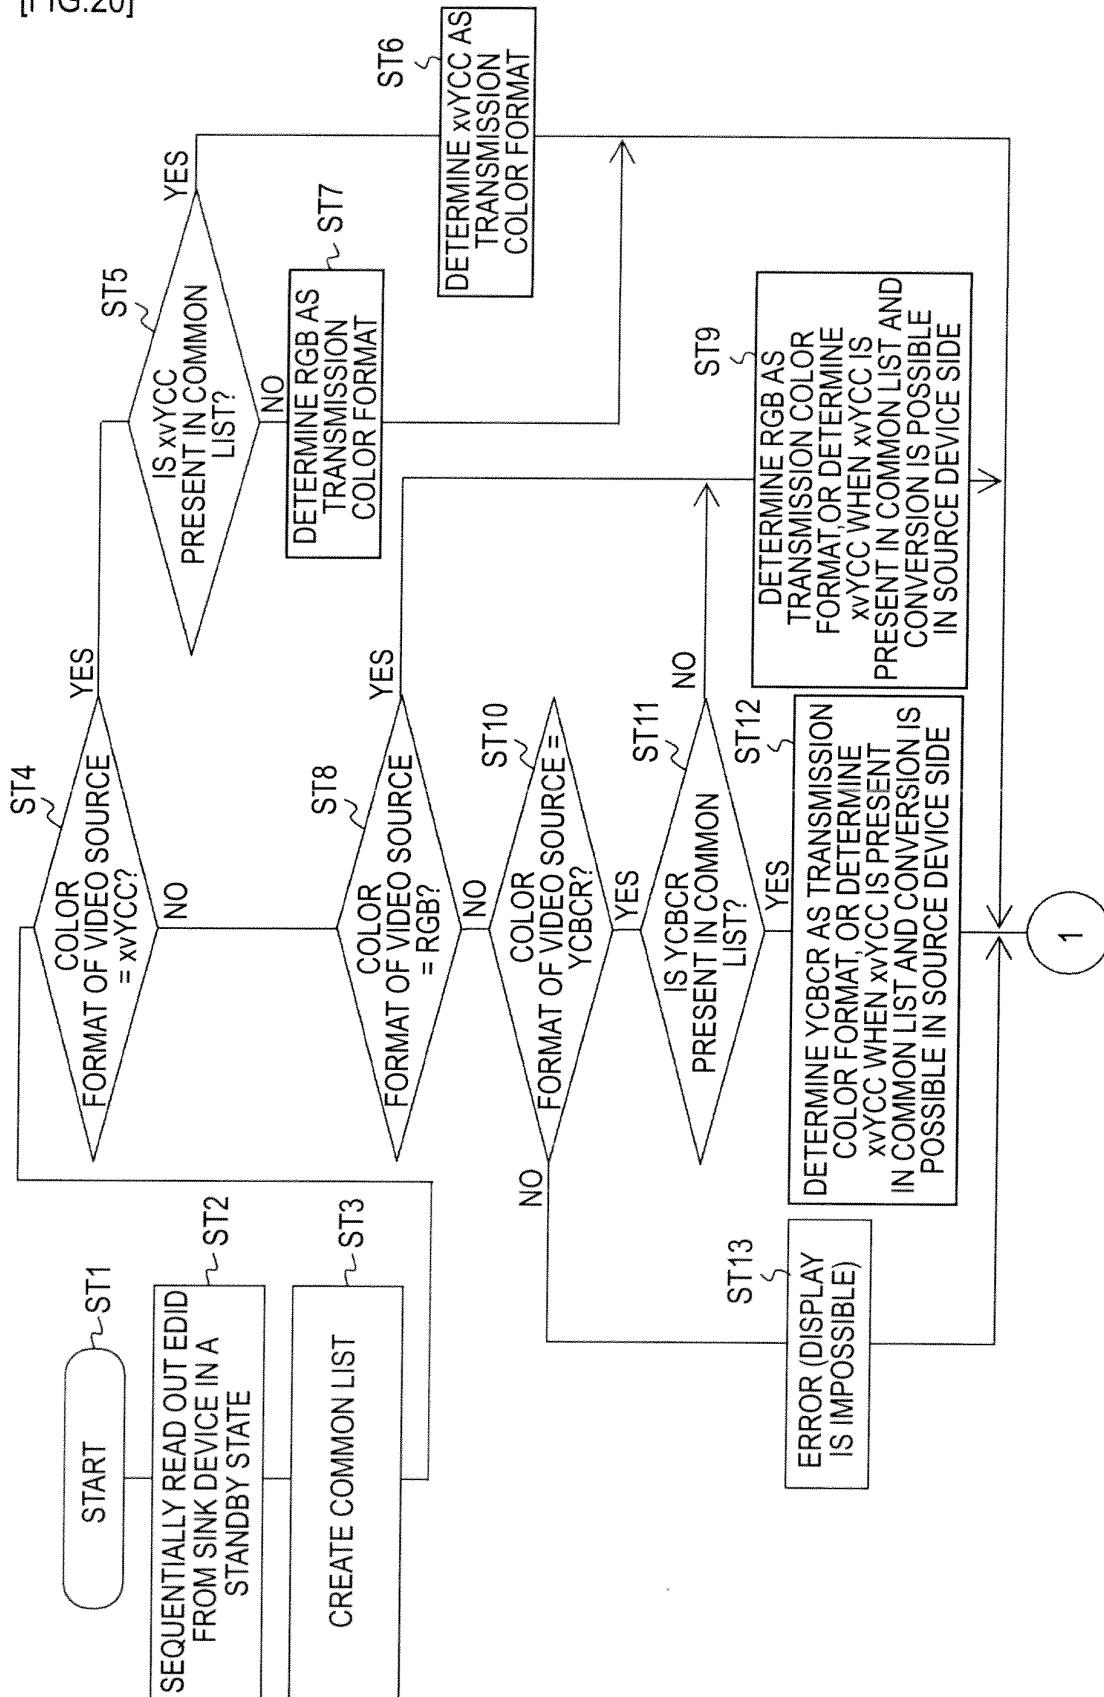 [FIG.20]
START
ST1
SEQUENTIALLY READ OUT EDID
FROM SINK DEVICE IN A
STANDBY STATE
ST2
CREATE COMMON LIST
ST3
COLOR
FORMAT OF VIDEO SOURCE
= xvYCC?
ST4
YES
NO
IS xvYCC
PRESENT IN COMMON
LIST?
ST5
YES
NO
DETERMINE xvYCC AS
TRANSMISSION
COLOR FORMAT
ST6
DETERMINE RGB AS
TRANSMISSION
COLOR FORMAT
ST7
COLOR
FORMAT OF VIDEO SOURCE
= RGB?
ST8
YES
NO
DETERMINE RGB AS
TRANSMISSION COLOR
FORMAT, OR DETERMINE
xvYCC WHEN xvYCC IS
PRESENT IN COMMON LIST AND
CONVERSION IS POSSIBLE
IN SOURCE DEVICE SIDE
ST9
COLOR
FORMAT OF VIDEO SOURCE =
YCBCR?
ST10
YES
NO
IS YCBCR
PRESENT IN COMMON
LIST?
ST11
NO
YES
DETERMINE YCBCR AS TRANSMISSION
COLOR FORMAT, OR DETERMINE
xvYCC WHEN xvYCC IS PRESENT
IN COMMON LIST AND CONVERSION IS
POSSIBLE IN SOURCE DEVICE SIDE
ST12
ERROR (DISPLAY
IS IMPOSSIBLE)
ST13
1